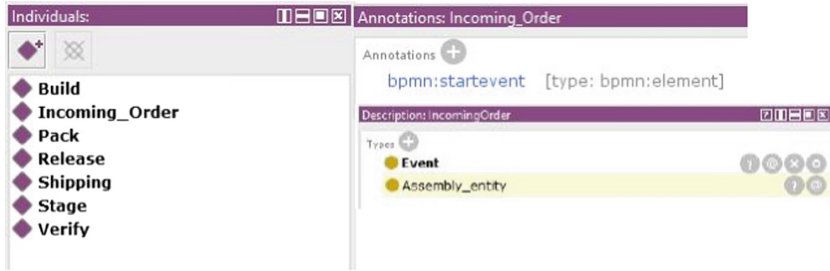 Individuals:
Build
Incoming_Order
Pack
Release
Shipping
Stage
Verify
Annotations: Incoming_Order
Annotations
bpmn:startevent [type: bpmn:element]
Description: IncomingOrder
Types
Event
Assembly_entity